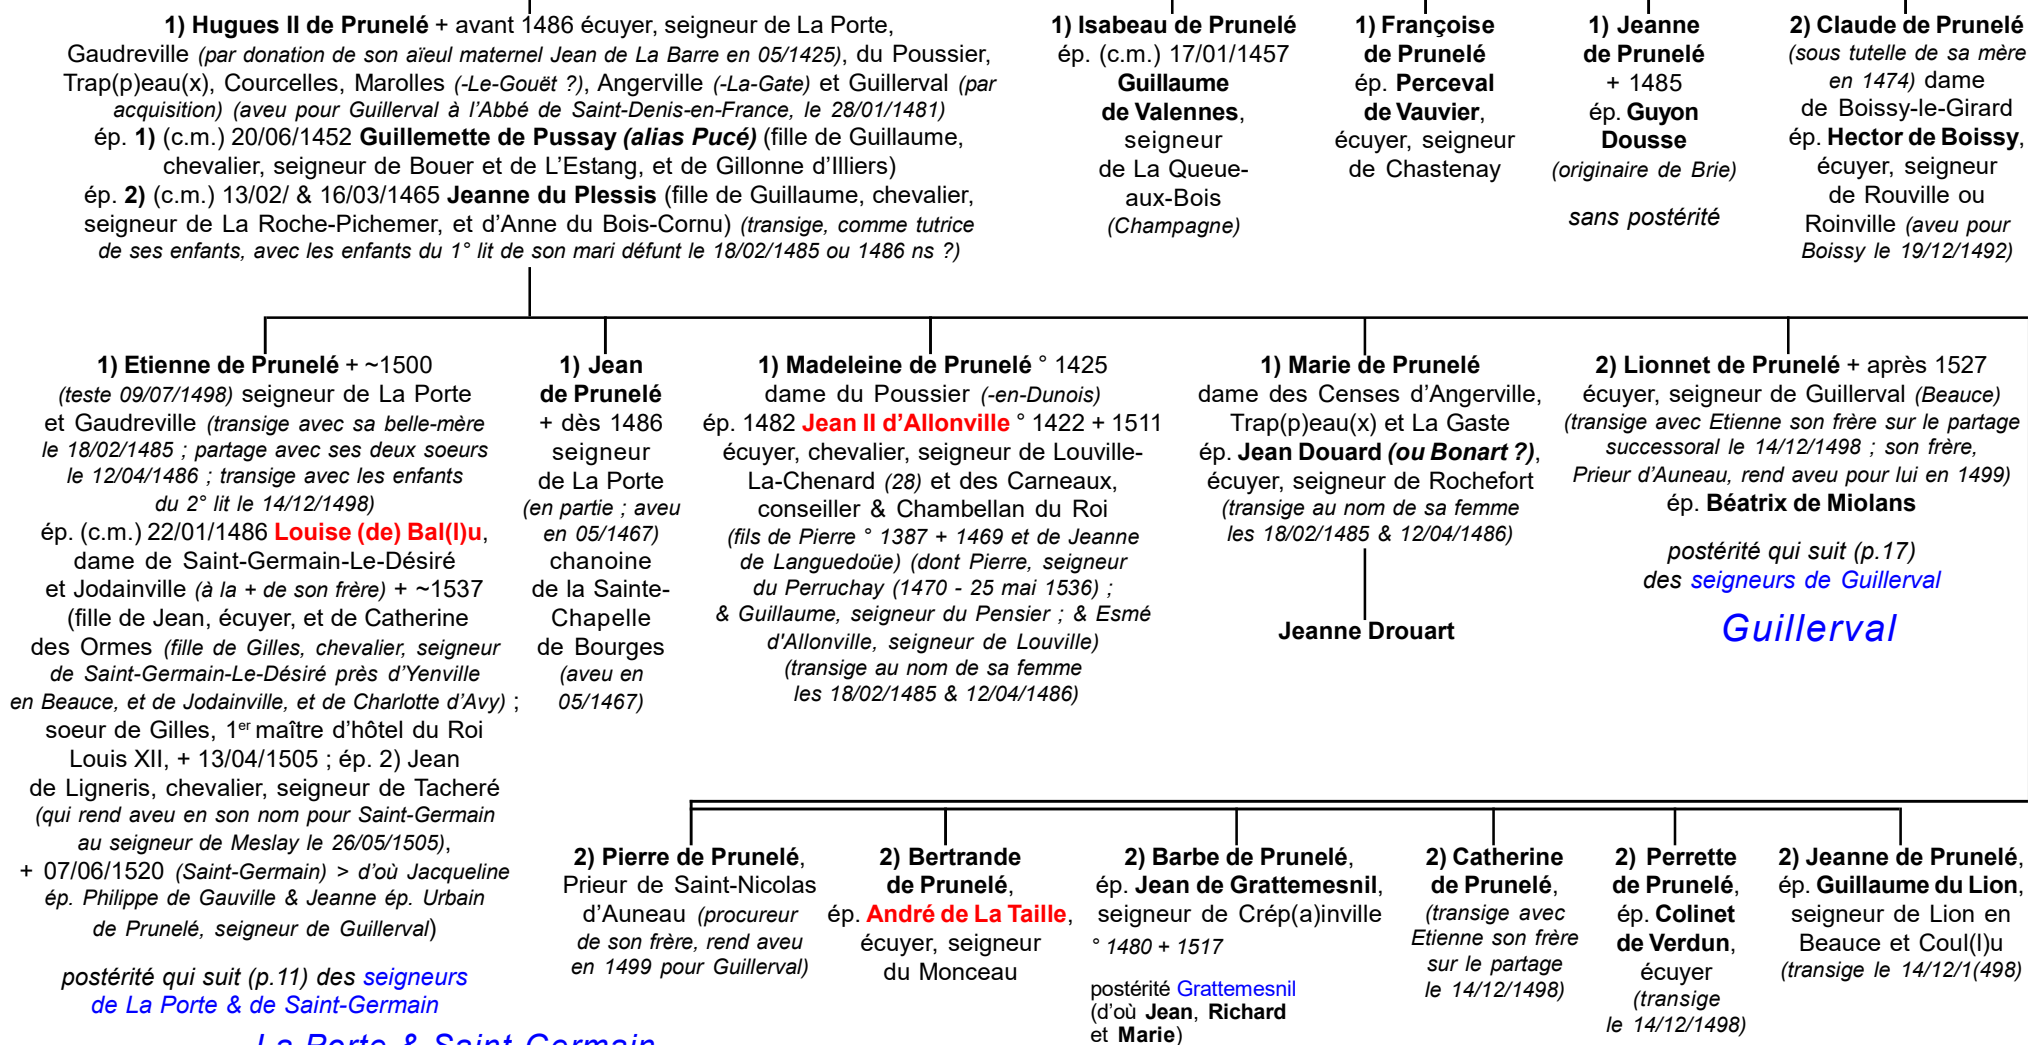 1) Hugues II de Prunelé + avant 1486 écuyer, seigneur de La Porte,
Gaudreville (par donation de son aïeul maternel Jean de La Barre en 05/1425), du Poussier,
Trap(p)eau(x), Courcelles, Marolles (-Le-Gouët ?), Angerville (-La-Gate) et Guillerval (par
acquisition) (aveu pour Guillerval à l'Abbé de Saint-Denis-en-France, le 28/01/1481)
ép. 1) (c.m.) 20/06/1452 Guillemette de Pussay (alias Pucé) (fille de Guillaume,
chevalier, seigneur de Bouer et de L'Estang, et de Gillonne d'Illiers)
ép. 2) (c.m.) 13/02/ & 16/03/1465 Jeanne du Plessis (fille de Guillaume, chevalier,
seigneur de La Roche-Pichemer, et d'Anne du Bois-Cornu) (transige, comme tutrice
de ses enfants, avec les enfants du 1° lit de son mari défunt le 18/02/1485 ou 1486 ns ?)
1) Isabeau de Prunelé
ép. (c.m.) 17/01/1457
Guillaume
de Valennes,
seigneur
de La Queue-
aux-Bois
(Champagne)
1) Françoise
de Prunelé
ép. Perceval
de Vauvier,
écuyer, seigneur
de Chastenay
1) Jeanne
de Prunelé
+ 1485
ép. Guyon
Dousse
(originaire de Brie)
sans postérité
2) Claude de Prunelé
(sous tutelle de sa mère
en 1474) dame
de Boissy-le-Girard
ép. Hector de Boissy,
écuyer, seigneur
de Rouville ou
Roinville (aveu pour
Boissy le 19/12/1492)
1) Etienne de Prunelé + ~1500
(teste 09/07/1498) seigneur de La Porte
et Gaudreville (transige avec sa belle-mère
le 18/02/1485 ; partage avec ses deux soeurs
le 12/04/1486 ; transige avec les enfants
du 2° lit le 14/12/1498)
ép. (c.m.) 22/01/1486 Louise (de) Bal(l)u,
dame de Saint-Germain-Le-Désiré
et Jodainville (à la + de son frère) + ~1537
(fille de Jean, écuyer, et de Catherine
des Ormes (fille de Gilles, chevalier, seigneur
de Saint-Germain-Le-Désiré près d'Yenville
en Beauce, et de Jodainville, et de Charlotte d'Avy) ;
soeur de Gilles, 1er maître d'hôtel du Roi
Louis XII, + 13/04/1505 ; ép. 2) Jean
de Ligneris, chevalier, seigneur de Tacheré
(qui rend aveu en son nom pour Saint-Germain
au seigneur de Meslay le 26/05/1505),
+ 07/06/1520 (Saint-Germain) > d'où Jacqueline
ép. Philippe de Gauville & Jeanne ép. Urbain
de Prunelé, seigneur de Guillerval)
postérité qui suit (p.11) des seigneurs
de La Porte & de Saint-Germain
La Porte & Saint-Germain
1) Jean
de Prunelé
+ dès 1486
seigneur
de La Porte
(en partie ; aveu
en 05/1467)
chanoine
de la Sainte-
Chapelle
de Bourges
(aveu en
05/1467)
1) Madeleine de Prunelé ° 1425
dame du Poussier (-en-Dunois)
ép. 1482 Jean II d'Allonville ° 1422 + 1511
écuyer, chevalier, seigneur de Louville-
La-Chenard (28) et des Carneaux,
conseiller & Chambellan du Roi
(fils de Pierre ° 1387 + 1469 et de Jeanne
de Languedoüe) (dont Pierre, seigneur
du Perruchay (1470 - 25 mai 1536) ;
& Guillaume, seigneur du Pensier ; & Esmé
d'Allonville, seigneur de Louville)
(transige au nom de sa femme
les 18/02/1485 & 12/04/1486)
1) Marie de Prunelé
dame des Censes d'Angerville,
Trap(p)eau(x) et La Gaste
ép. Jean Douard (ou Bonart ?),
écuyer, seigneur de Rochefort
(transige au nom de sa femme
les 18/02/1485 & 12/04/1486)
Jeanne Drouart
2) Lionnet de Prunelé + après 1527
écuyer, seigneur de Guillerval (Beauce)
(transige avec Etienne son frère sur le partage
successoral le 14/12/1498 ; son frère,
Prieur d'Auneau, rend aveu pour lui en 1499)
ép. Béatrix de Miolans
postérité qui suit (p.17)
des seigneurs de Guillerval
Guillerval
2) Pierre de Prunelé,
Prieur de Saint-Nicolas
d'Auneau (procureur
de son frère, rend aveu
en 1499 pour Guillerval)
2) Bertrande
de Prunelé,
ép. André de La Taille,
écuyer, seigneur
du Monceau
2) Barbe de Prunelé,
ép. Jean de Grattemesnil,
seigneur de Crép(a)inville
° 1480 + 1517
postérité Grattemesnil
(d'où Jean, Richard
et Marie)
2) Catherine
de Prunelé,
(transige avec
Etienne son frère
sur le partage
le 14/12/1498)
2) Perrette
de Prunelé,
ép. Colinet
de Verdun,
écuyer
(transige
le 14/12/1498)
2) Jeanne de Prunelé,
ép. Guillaume du Lion,
seigneur de Lion en
Beauce et Coul(l)u
(transige le 14/12/1(498)